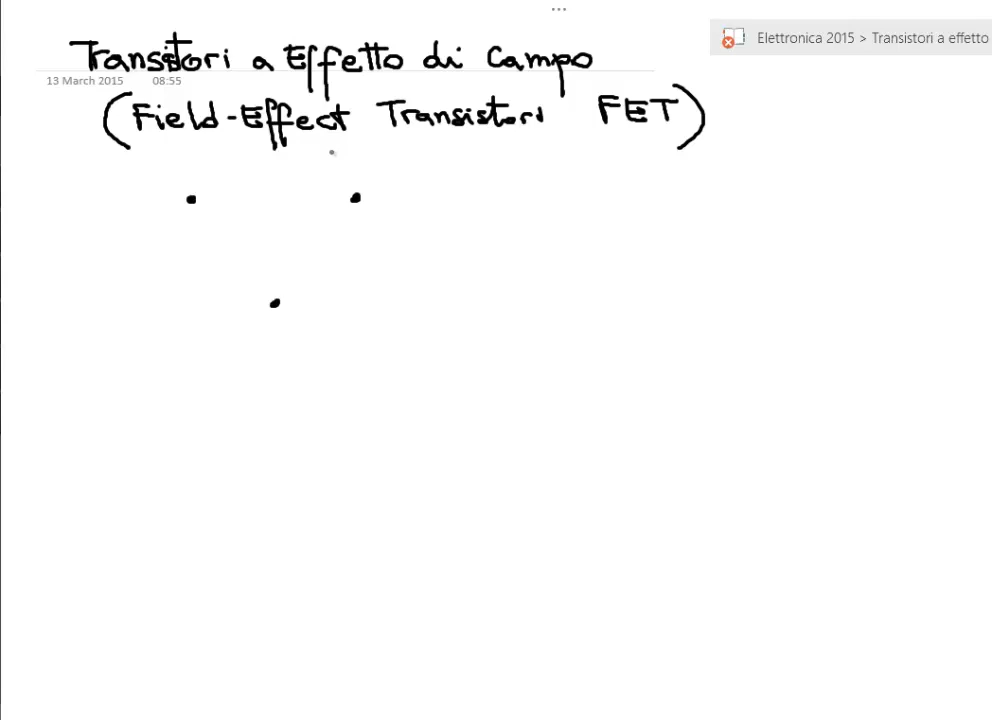 ...
Elettronica 2015 > Transistori a effetto
Transistori a Effetto di Campo
13 March 2015 08:55
(Field-Effect Transistori FET)